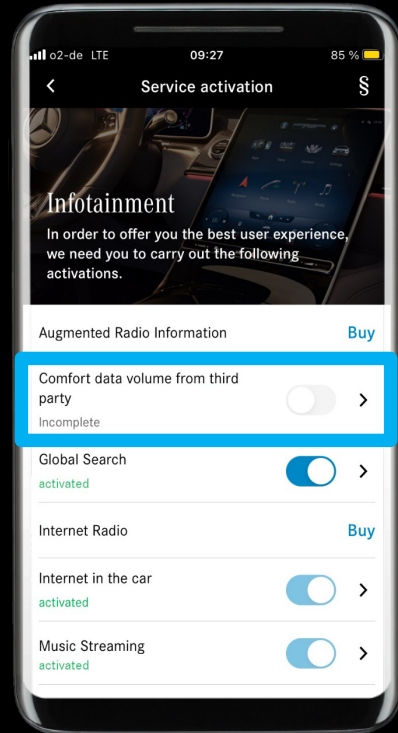 o2-de LTE 09:27 85 %
Service activation §
Infotainment
In order to offer you the best user experience,
we need you to carry out the following
activations.
Augmented Radio Information Buy
Comfort data volume from third
party
Incomplete
Global Search
activated
Internet Radio Buy
Internet in the car
activated
Music Streaming
activated